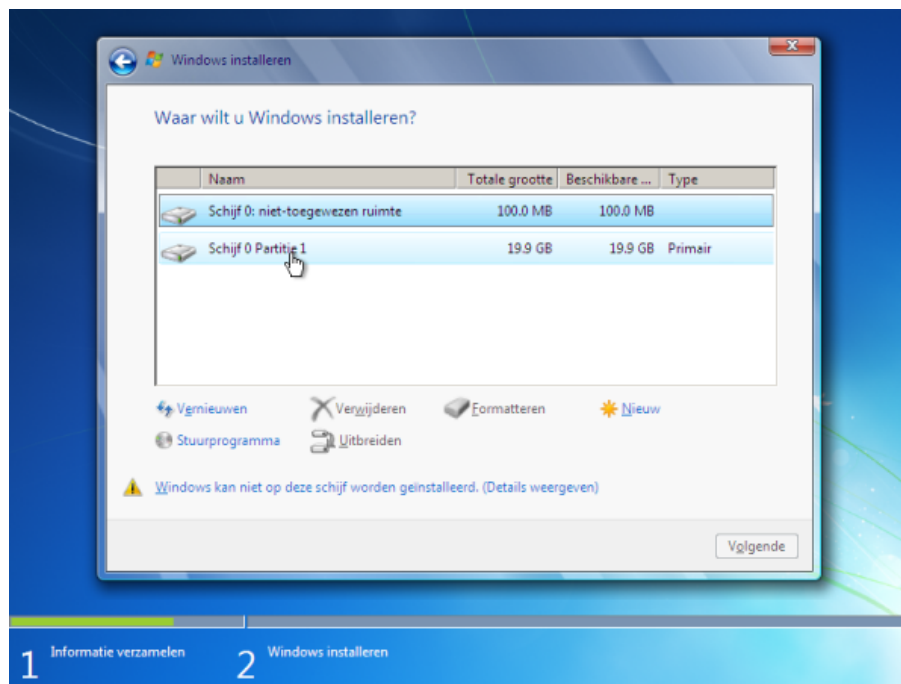 Windows installeren
Waar wilt u Windows installeren?
Naam Totale grootte Beschikbare ... Type
Schijf 0: niet-toegewezen ruimte 100.0 MB 100.0 MB
Schijf 0 Partitie 1 19.9 GB 19.9 GB Primair
Vernieuwen Verwijderen Formatteren Nieuw
Stuurprogramma Uitbreiden
Windows kan niet op deze schijf worden geïnstalleerd. (Details weergeven)
Volgende
1 Informatie verzamelen 2 Windows installeren